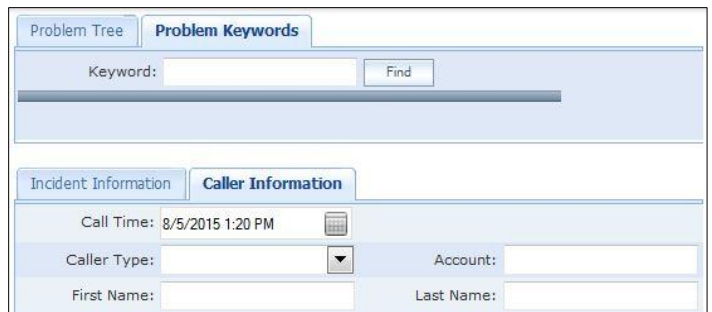 Problem Tree Problem Keywords
Keyword: Find
Incident Information Caller Information
Call Time: 8/5/2015 1:20 PM
Caller Type: Account:
First Name: Last Name: